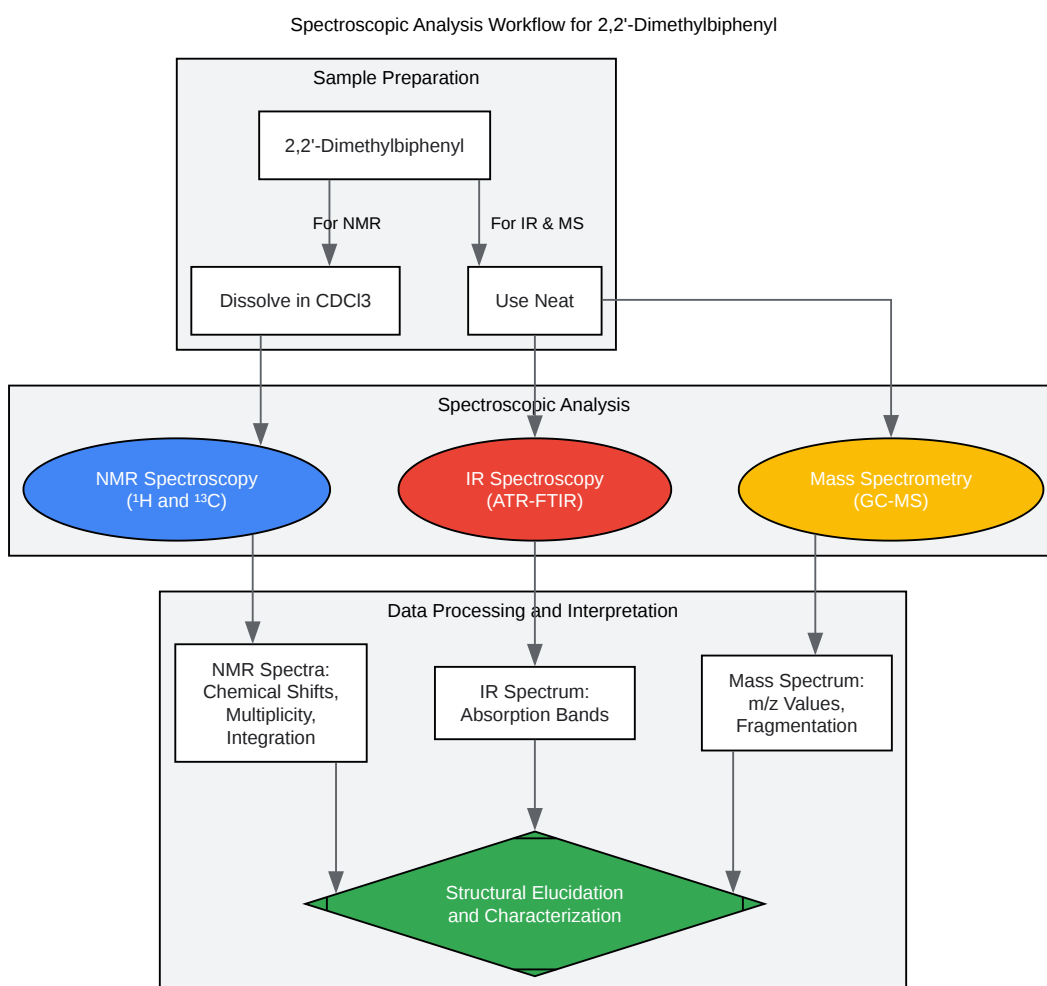 Spectroscopic Analysis Workflow for 2,2'-Dimethylbiphenyl
Sample Preparation
2,2'-Dimethylbiphenyl
For NMR
For IR & MS
Dissolve in CDCl3
Use Neat
Spectroscopic Analysis
NMR Spectroscopy
(¹H and ¹³C)
IR Spectroscopy
(ATR-FTIR)
Mass Spectrometry
(GC-MS)
Data Processing and Interpretation
NMR Spectra:
Chemical Shifts,
Multiplicity,
Integration
IR Spectrum:
Absorption Bands
Mass Spectrum:
m/z Values,
Fragmentation
Structural Elucidation
and Characterization